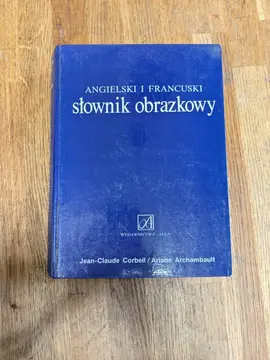 ANGIELSKI I FRANCUSKI
słownik obrazkowy
WYDAWNICTWA „ALFA”
Jean-Claude Corbeil / Ariane Archambault